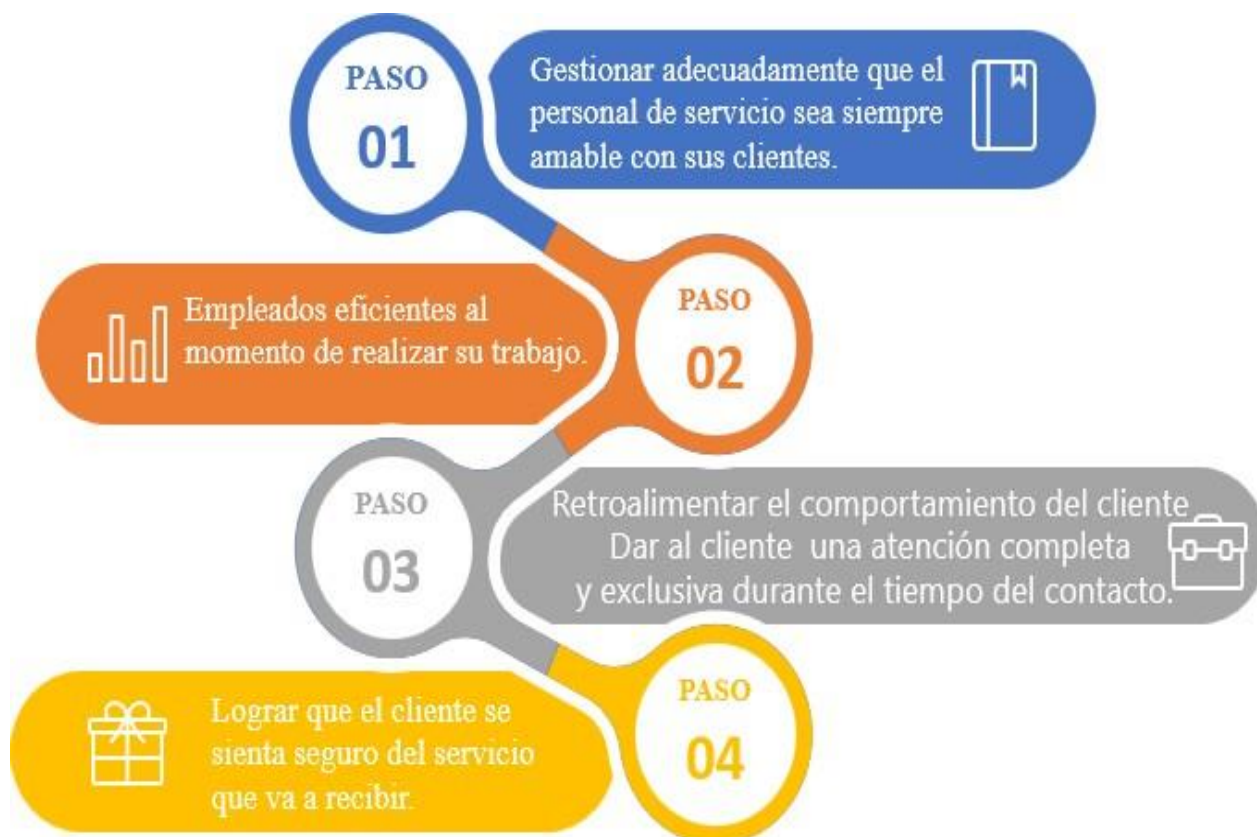 PASO
01
Gestionar adecuadamente que el
personal de servicio sea siempre
amable con sus clientes.
Empleados eficientes al
momento de realizar su trabajo.
PASO
02
PASO
03
Retroalimentar el comportamiento del cliente
Dar al cliente una atención completa
y exclusiva durante el tiempo del contacto.
Lograr que el cliente se
sienta seguro del servicio
que va a recibir.
PASO
04